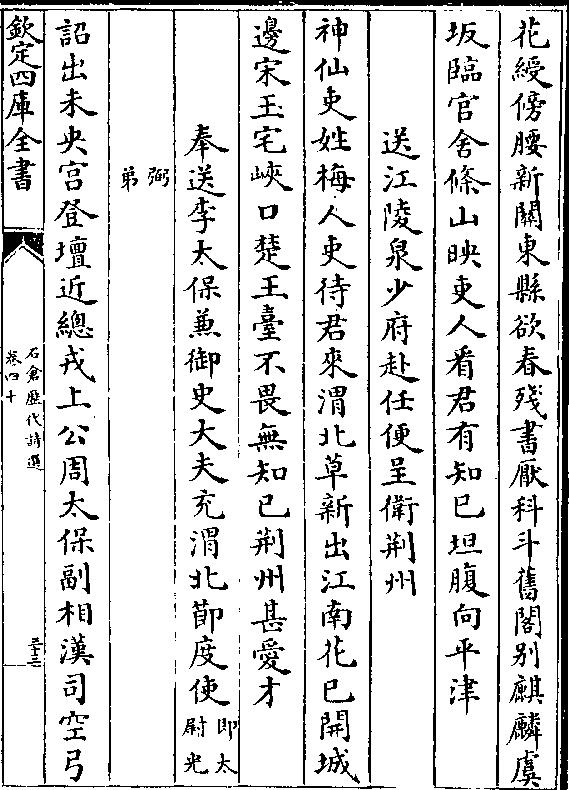 花綬傍腰新關東縣欲春殘書厭科斗舊閣别麒麟虞
坂臨官舍條山映吏人看君有知已坦腹向平津
送江陵泉少府赴任便呈衛荆州
神仙吏姓梅人吏待君來渭北草新出江南花已開城
邊宋玉宅峽口楚王臺不畏無知已荆州甚愛才
奉送李太保兼御史大夫充渭北節度使即太尉光
弼弟
詔出未央宫登壇近總戎上公周太保副相漢司空弓
欽定四庫全書
石倉歷代詩選
卷四十
三十三